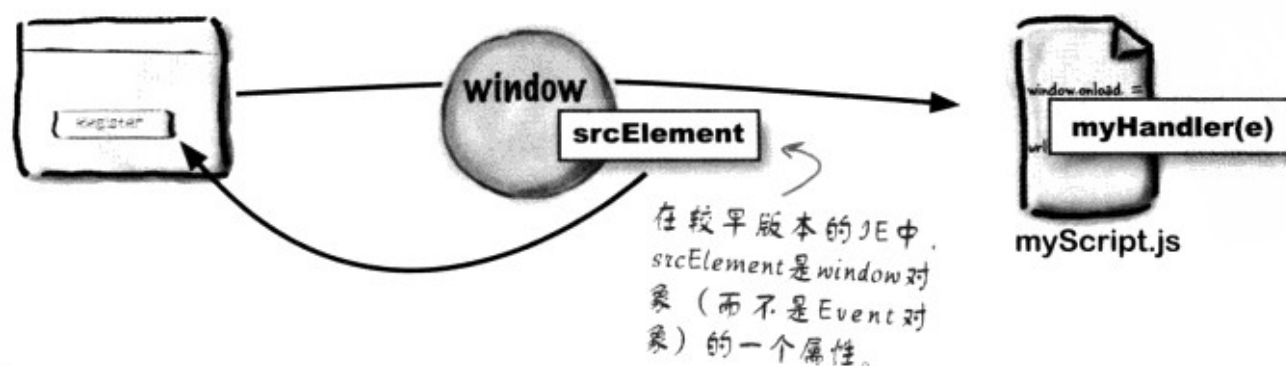 Register
window
srcElement
window.onload =
myHandler(e)
url
myScript.js
在较早版本的IE中，
srcElement是window对
象（而不是Event对
象）的一个属性。